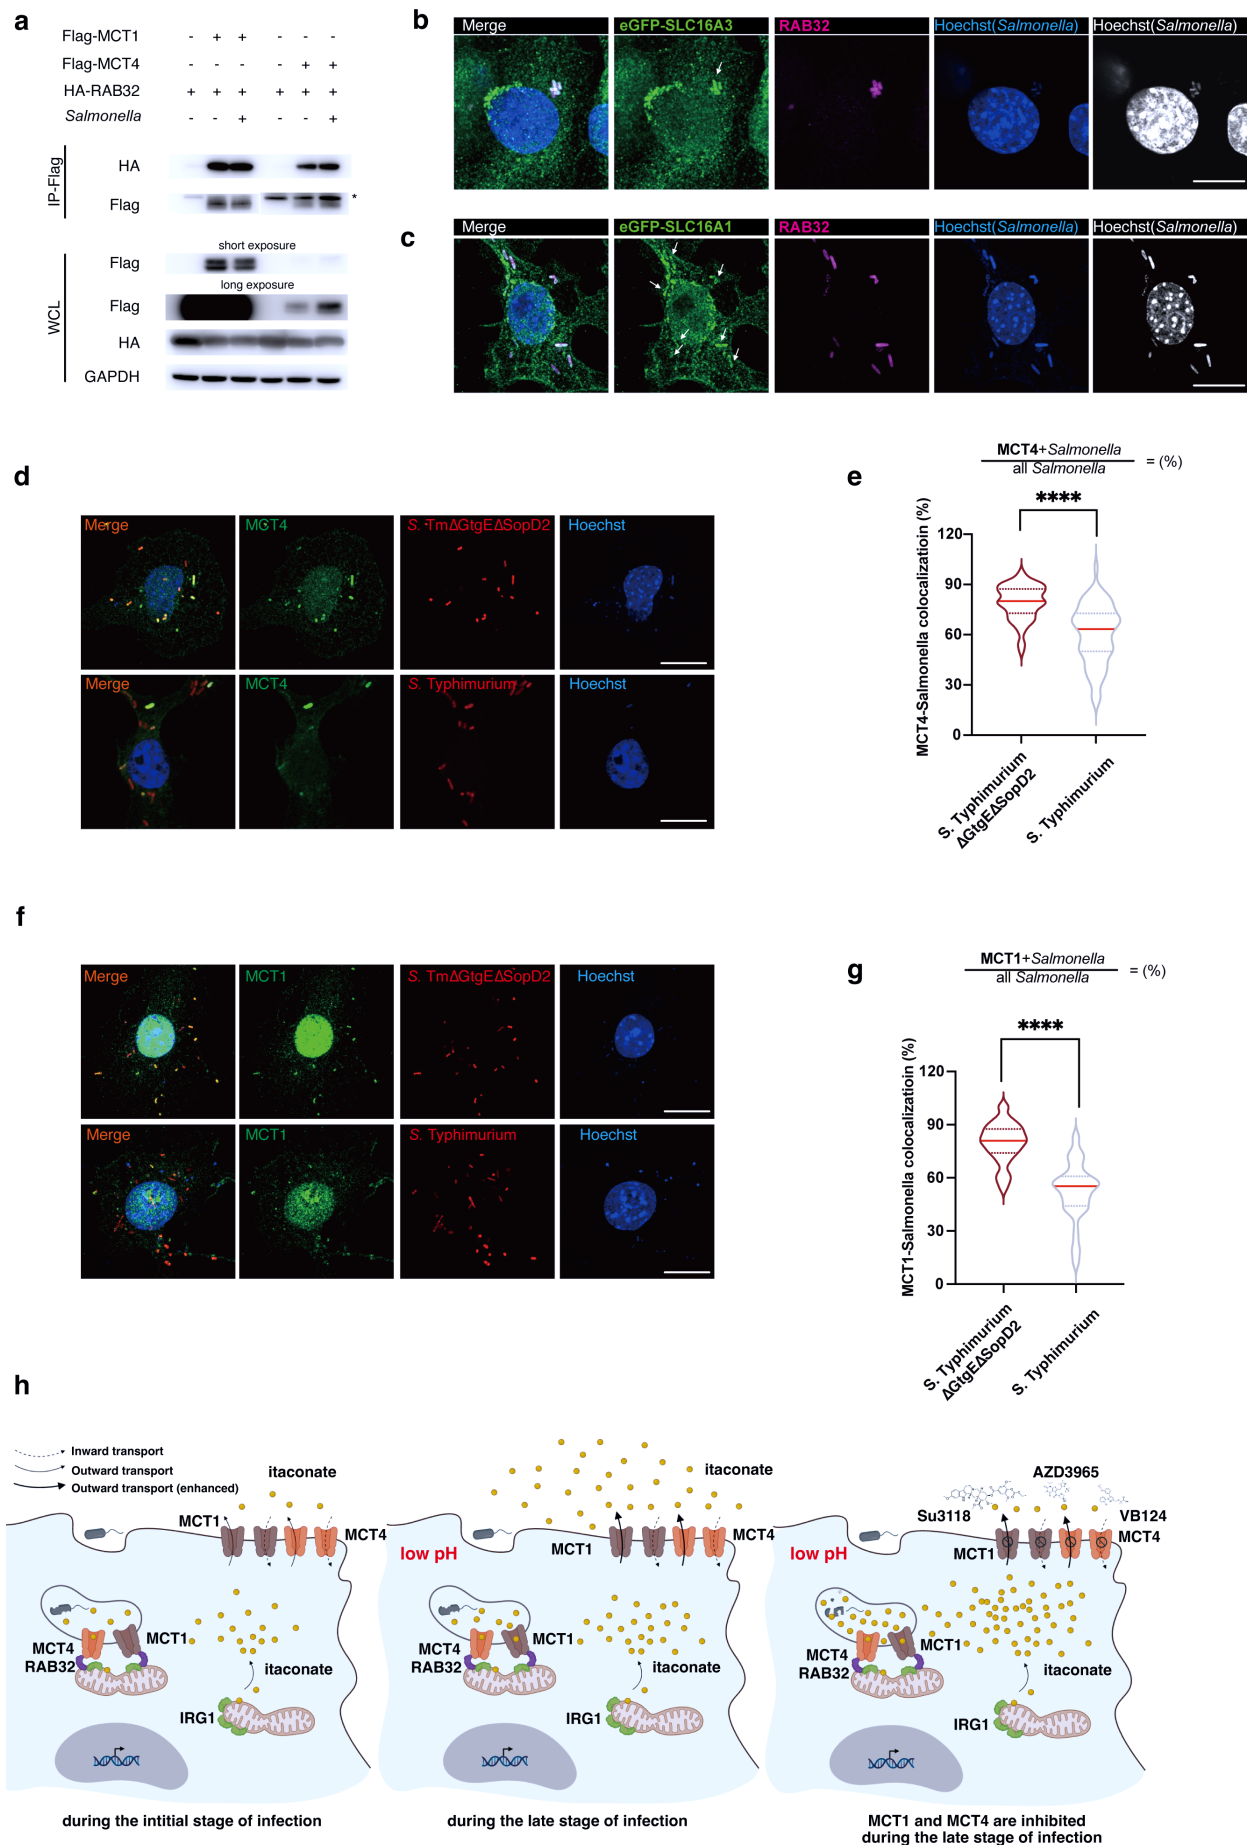 a
Flag-MCT1 - + + - - -
Flag-MCT4 - - - - + +
HA-RAB32 + + + + + +
Salmonella - - + - - +
IP-Flag
HA
Flag
*
WCL
short exposure
Flag
long exposure
Flag
HA
GAPDH
b
Merge eGFP-SLC16A3 RAB32 Hoechst(Salmonella) Hoechst(Salmonella)
c
Merge eGFP-SLC16A1 RAB32 Hoechst(Salmonella) Hoechst(Salmonella)
d
Merge MCT4 S. TmΔGtgEΔSopD2 Hoechst
Merge MCT4 S. Typhimurium Hoechst
e
MCT4+Salmonella
all Salmonella
= (%)
****
MCT4-Salmonella colocalizatioin (%)
120
90
60
30
0
S. Typhimurium
ΔGtgEΔSopD2
S. Typhimurium
f
Merge MCT1 S. TmΔGtgEΔSopD2 Hoechst
Merge MCT1 S. Typhimurium Hoechst
g
MCT1+Salmonella
all Salmonella
= (%)
****
MCT1-Salmonella colocalizatioin (%)
120
90
60
30
0
S. Typhimurium
ΔGtgEΔSopD2
S. Typhimurium
h
Inward transport
Outward transport
Outward transport (enhanced)
itaconate
MCT1
MCT4
MCT4
MCT1
RAB32
itaconate
IRG1
during the intitial stage of infection
itaconate
low pH
MCT1
MCT4
MCT4
MCT1
RAB32
itaconate
IRG1
during the late stage of infection
AZD3965
Su3118
VB124
low pH
MCT1
MCT4
MCT4
MCT1
RAB32
itaconate
IRG1
MCT1 and MCT4 are inhibited
during the late stage of infection